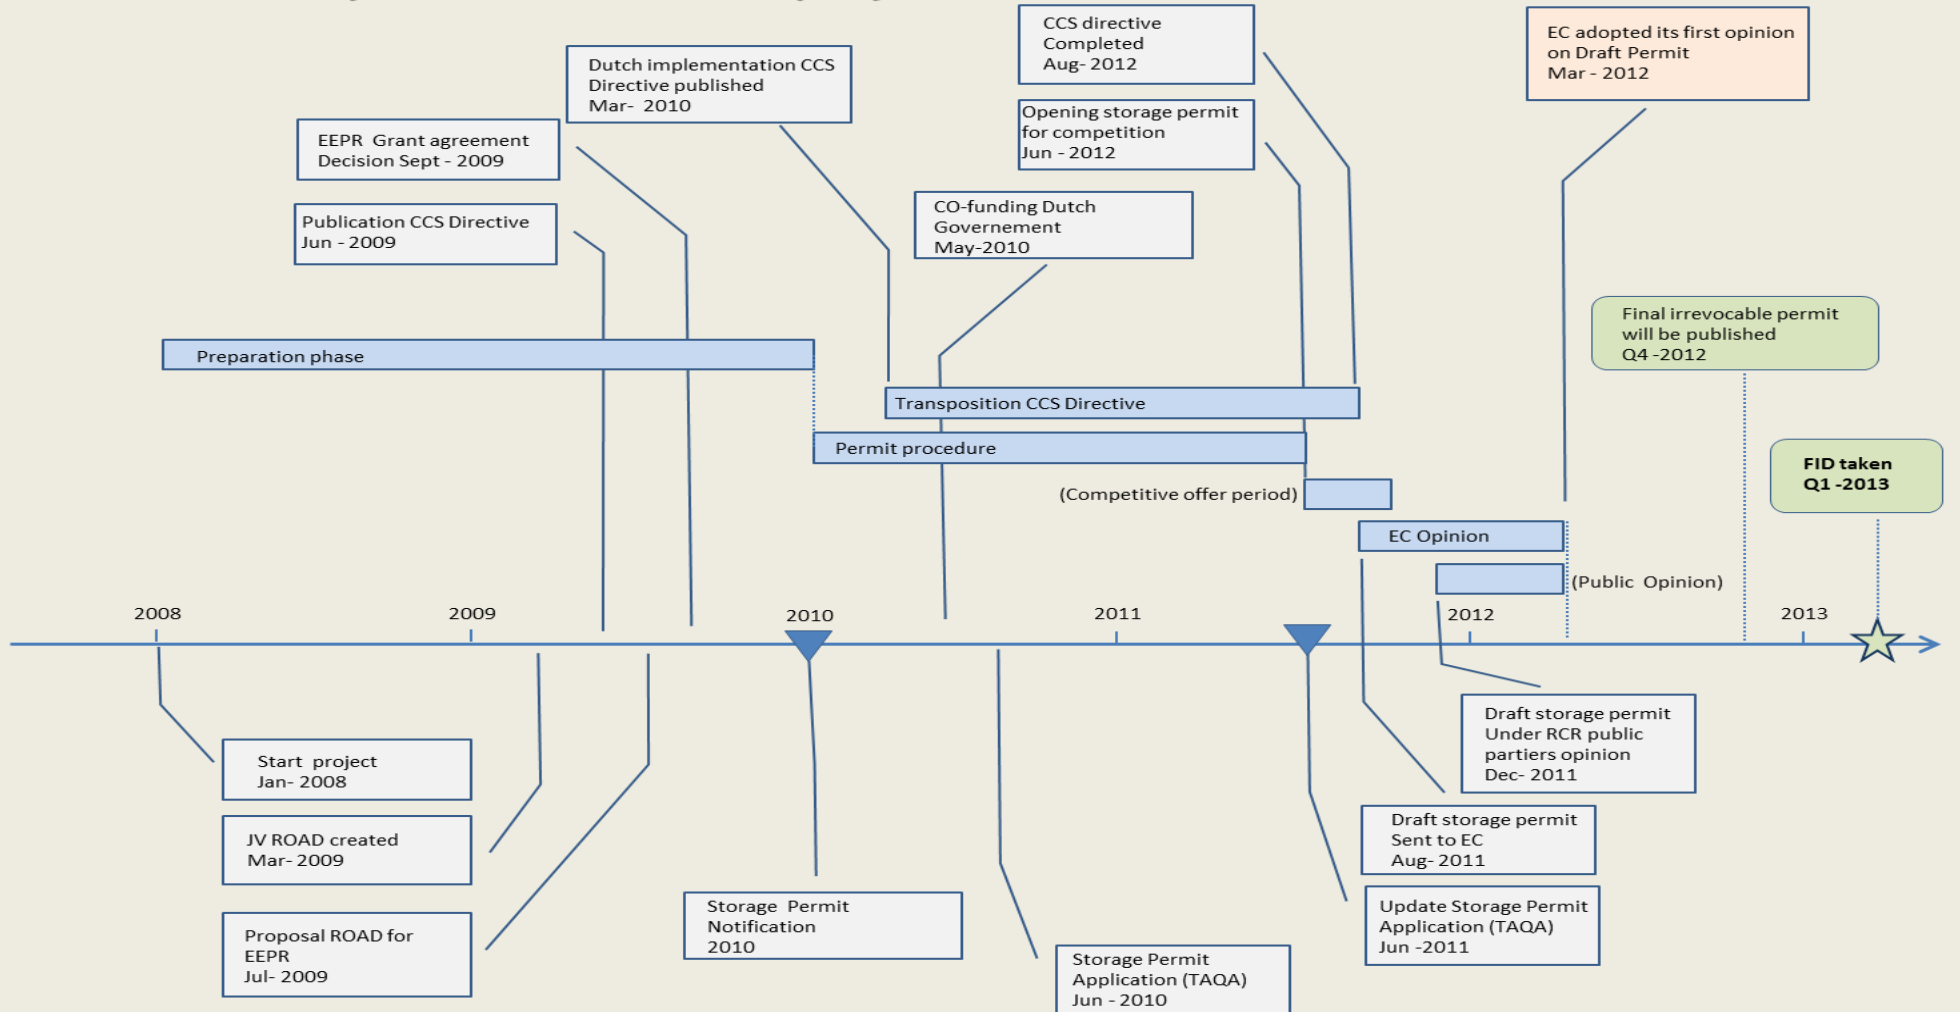 CCS directive
Completed
Aug- 2012
EC adopted its first opinion
on Draft Permit
Mar - 2012
Dutch implementation CCS
Directive published
Mar-  2010
Opening storage permit
for competition
Jun - 2012
EEPR  Grant agreement
Decision Sept - 2009
CO-funding Dutch
Governement
May-2010
Publication CCS Directive
Jun - 2009
Final irrevocable permit
will be published
Q4 -2012
Preparation phase
Transposition CCS Directive
Permit procedure
FID taken
Q1 -2013
(Competitive offer period)
EC Opinion
(Public  Opinion)
2008
2009
2010
2011
2012
2013
Start  project
Jan- 2008
JV ROAD created
Mar- 2009
Proposal ROAD for
EEPR
Jul- 2009
Storage  Permit
Notification
2010
Storage Permit
Application (TAQA)
Jun - 2010
Draft storage permit
Under RCR public
partiers opinion
Dec- 2011
Draft storage permit
Sent to EC
Aug- 2011
Update Storage Permit
Application (TAQA)
Jun -2011